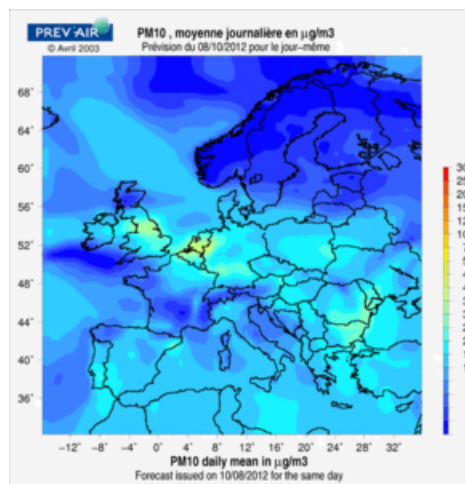 PREV'AIR
© Avril 2003
PM10 , moyenne journalière en µg/m3
Prévision du 08/10/2012 pour le jour-même
68°
64°
60°
56°
52°
48°
44°
40°
36°
−12° −8° −4° 0° 4° 8° 12° 16° 20° 24° 28° 32°
PM10 daily mean in µg/m3
Forecast issued on 10/08/2012 for the same day